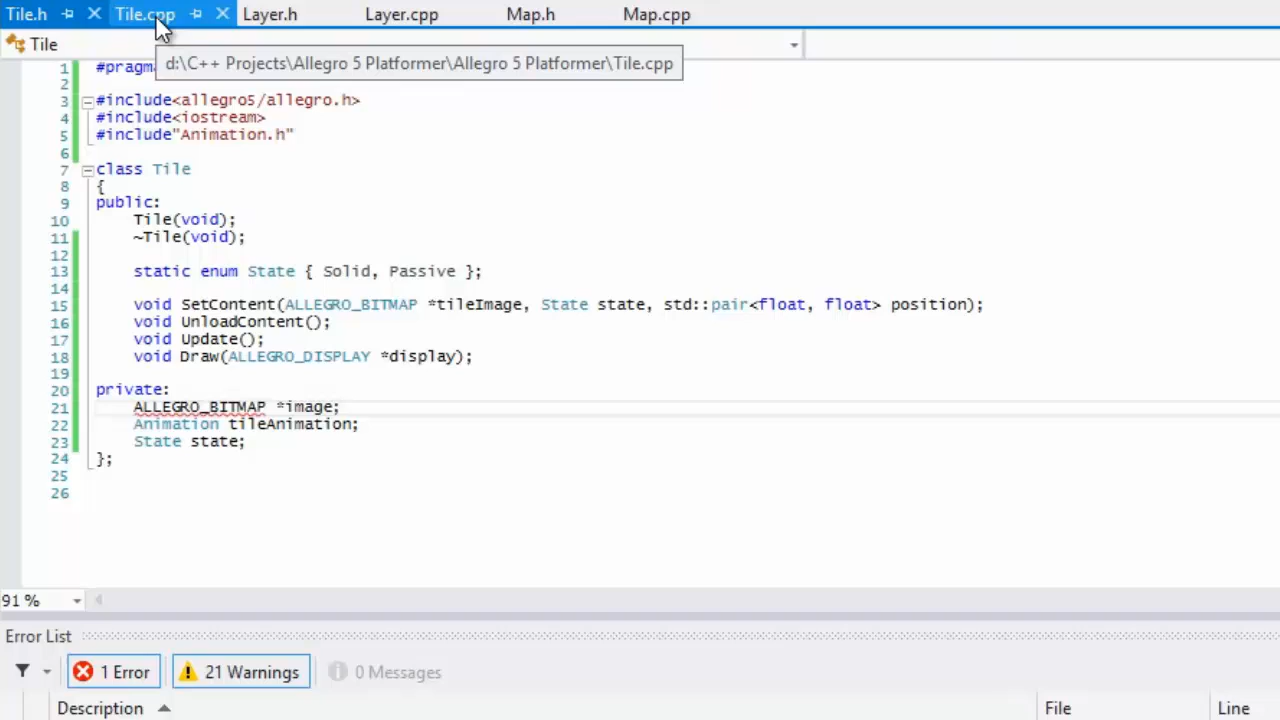 Tile.h Tile.cpp Layer.h Layer.cpp Map.h Map.cpp
Tile
d:\C++ Projects\Allegro 5 Platformer\Allegro 5 Platformer\Tile.cpp
1 #pragma
2
3 #include<allegro5/allegro.h>
4 #include<iostream>
5 #include"Animation.h"
6
7 class Tile
8 {
9 public:
10 Tile(void);
11 ~Tile(void);
12
13 static enum State { Solid, Passive };
14
15 void SetContent(ALLEGRO_BITMAP *tileImage, State state, std::pair<float, float> position);
16 void UnloadContent();
17 void Update();
18 void Draw(ALLEGRO_DISPLAY *display);
19
20 private:
21 ALLEGRO_BITMAP *image;
22 Animation tileAnimation;
23 State state;
24 };
25
26
91 %
Error List
1 Error 21 Warnings 0 Messages
Description File Line